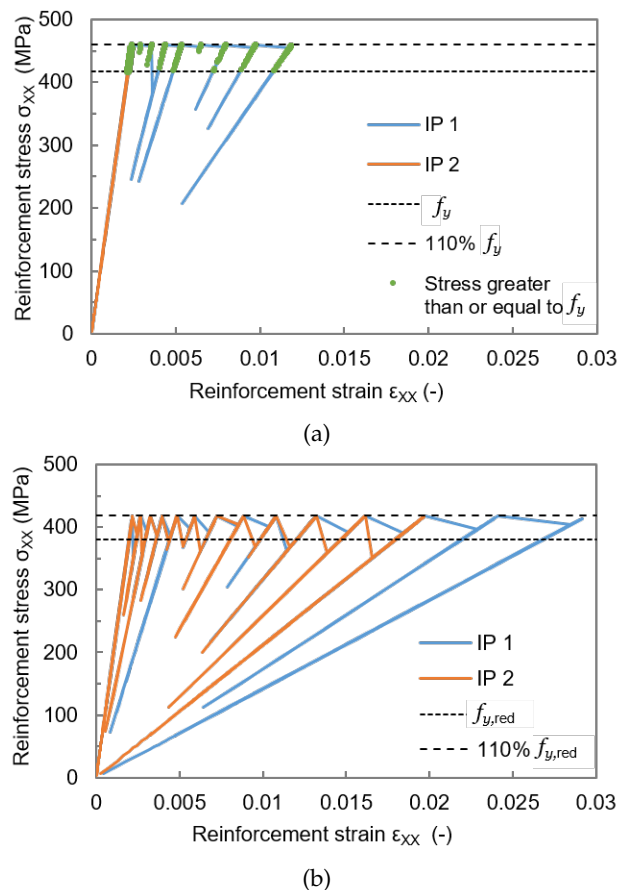 500
400
300
200
100
0
Reinforcement stress σXX (MPa)
IP 1
IP 2
fy
110% fy
Stress greater
than or equal to fy
0 0.005 0.01 0.015 0.02 0.025 0.03
Reinforcement strain εXX (-)
(a)
500
400
300
200
100
0
Reinforcement stress σXX (MPa)
IP 1
IP 2
fy,red
110% fy,red
0 0.005 0.01 0.015 0.02 0.025 0.03
Reinforcement strain εXX (-)
(b)